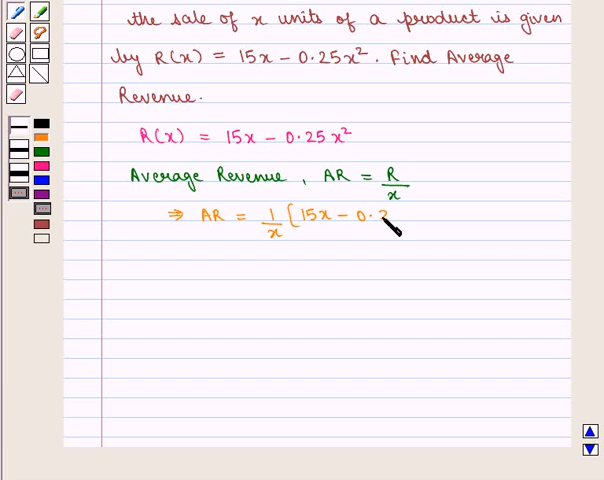 the sale of x units of a product is given
by R(x) = 15x - 0.25x². Find Average
Revenue.
R(x) = 15x - 0.25x²
Average Revenue, AR = R/x
⇒ AR = 1/x [15x - 0.2